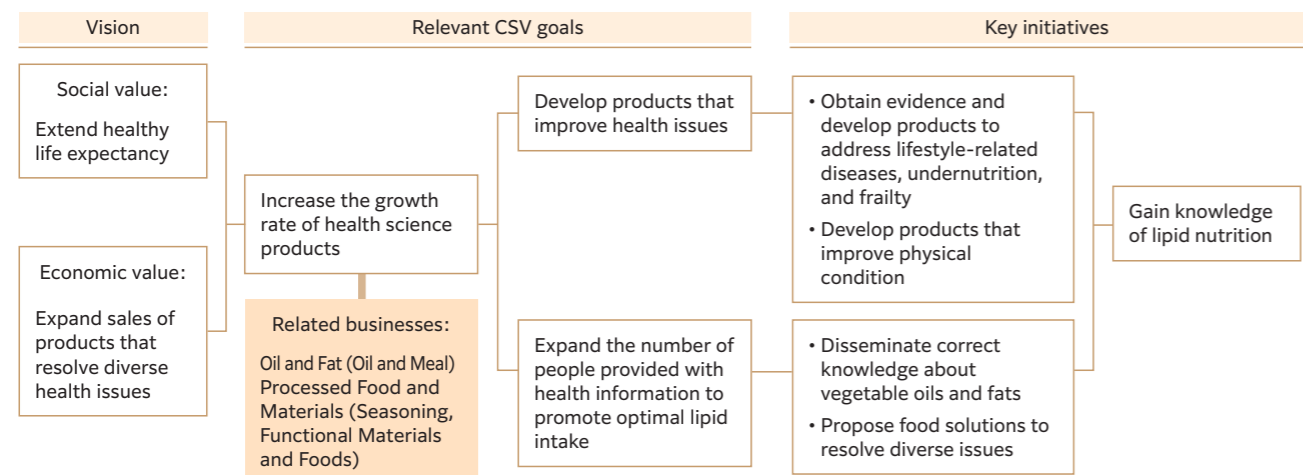 Vision
Relevant CSV goals
Key initiatives
Social value:
Extend healthy
life expectancy
Economic value:
Expand sales of
products that
resolve diverse
health issues
Increase the growth
rate of health science
products
Related businesses:
Oil and Fat (Oil and Meal)
Processed Food and
Materials (Seasoning,
Functional Materials
and Foods)
Develop products that
improve health issues
Expand the number of
people provided with
health information to
promote optimal lipid
intake
• Obtain evidence and
develop products to
address lifestyle-related
diseases, undernutrition,
and frailty
• Develop products that
improve physical
condition
• Disseminate correct
knowledge about
vegetable oils and fats
• Propose food solutions to
resolve diverse issues
Gain knowledge
of lipid nutrition